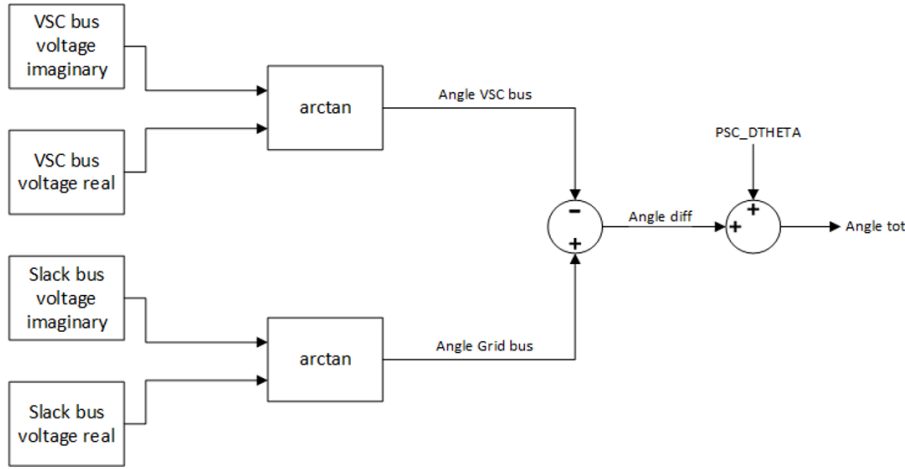 VSC bus
voltage
imaginary
arctan
Angle VSC bus
VSC bus
voltage real
PSC_DTHETA
-
+
Angle diff
+
+
Angle tot
Slack bus
voltage
imaginary
arctan
Angle Grid bus
Slack bus
voltage real